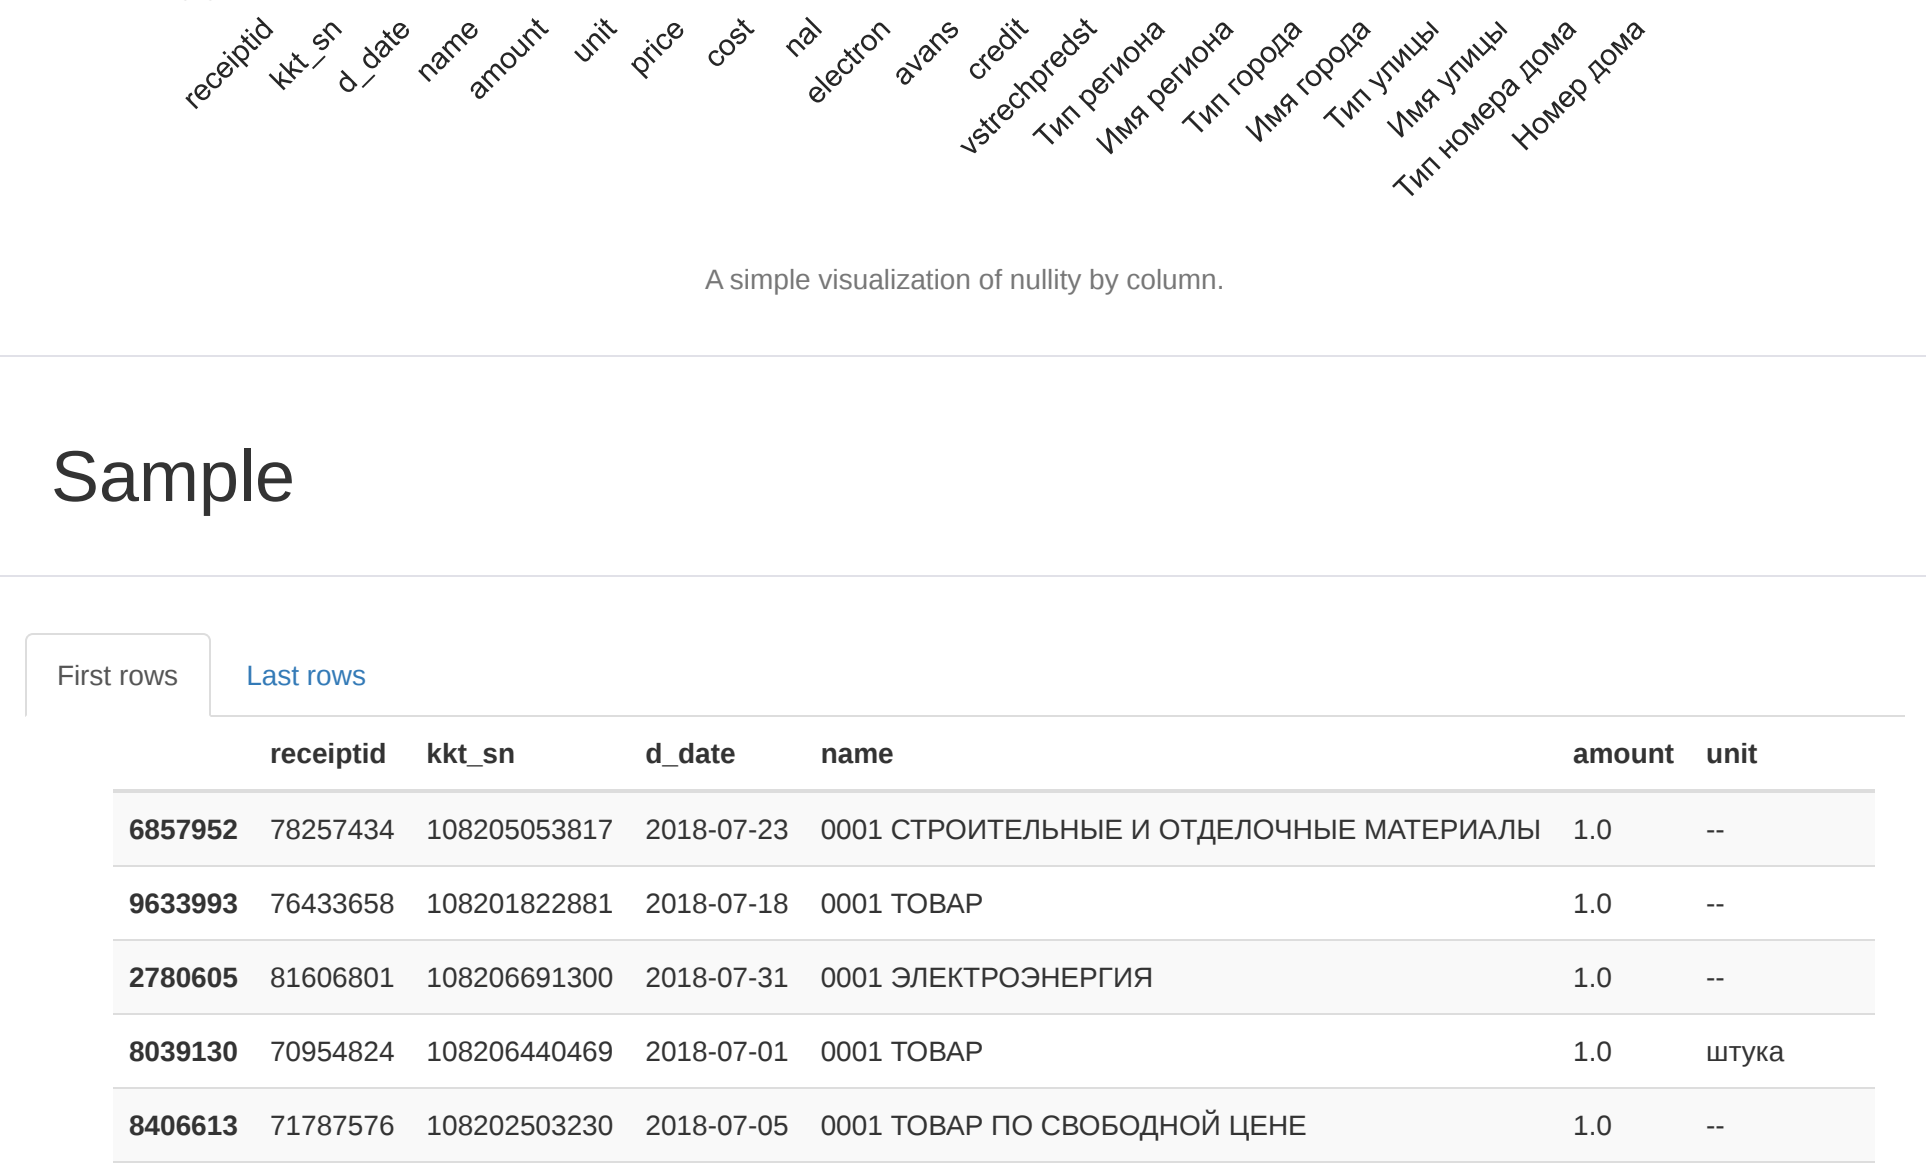 receiptid kkt_sn d_date name amount unit price cost nal electron avans credit vstrechpredst Тип региона Имя региона Тип города Имя города Тип улицы Имя улицы Тип номера дома Номер дома
A simple visualization of nullity by column.
Sample
First rows Last rows
receiptid kkt_sn d_date name amount unit
6857952 78257434 108205053817 2018-07-23 0001 СТРОИТЕЛЬНЫЕ И ОТДЕЛОЧНЫЕ МАТЕРИАЛЫ 1.0 --
9633993 76433658 108201822881 2018-07-18 0001 ТОВАР 1.0 --
2780605 81606801 108206691300 2018-07-31 0001 ЭЛЕКТРОЭНЕРГИЯ 1.0 --
8039130 70954824 108206440469 2018-07-01 0001 ТОВАР 1.0 штука
8406613 71787576 108202503230 2018-07-05 0001 ТОВАР ПО СВОБОДНОЙ ЦЕНЕ 1.0 --